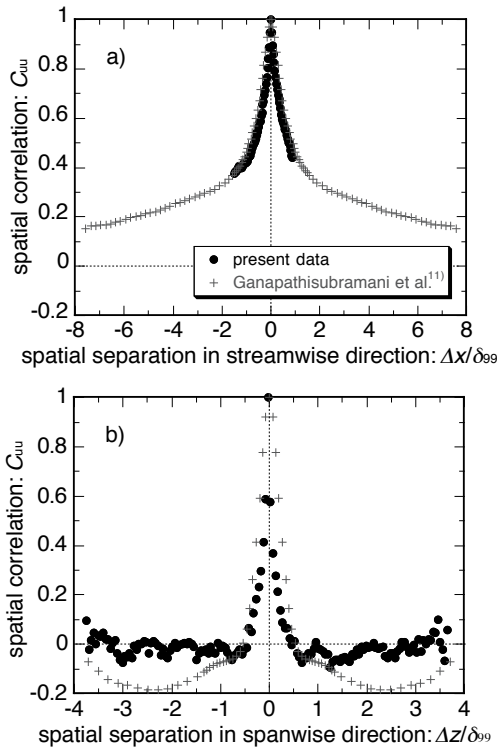 spatial correlation: Cuu
1
0.8
0.6
0.4
0.2
0
-0.2
a)
present data
Ganapathisubramani et al.11)
-8 -6 -4 -2 0 2 4 6 8
spatial separation in streamwise direction: Δx/δ99
spatial correlation: Cuu
1
0.8
0.6
0.4
0.2
0
-0.2
b)
-4 -3 -2 -1 0 1 2 3 4
spatial separation in spanwise direction: Δz/δ99